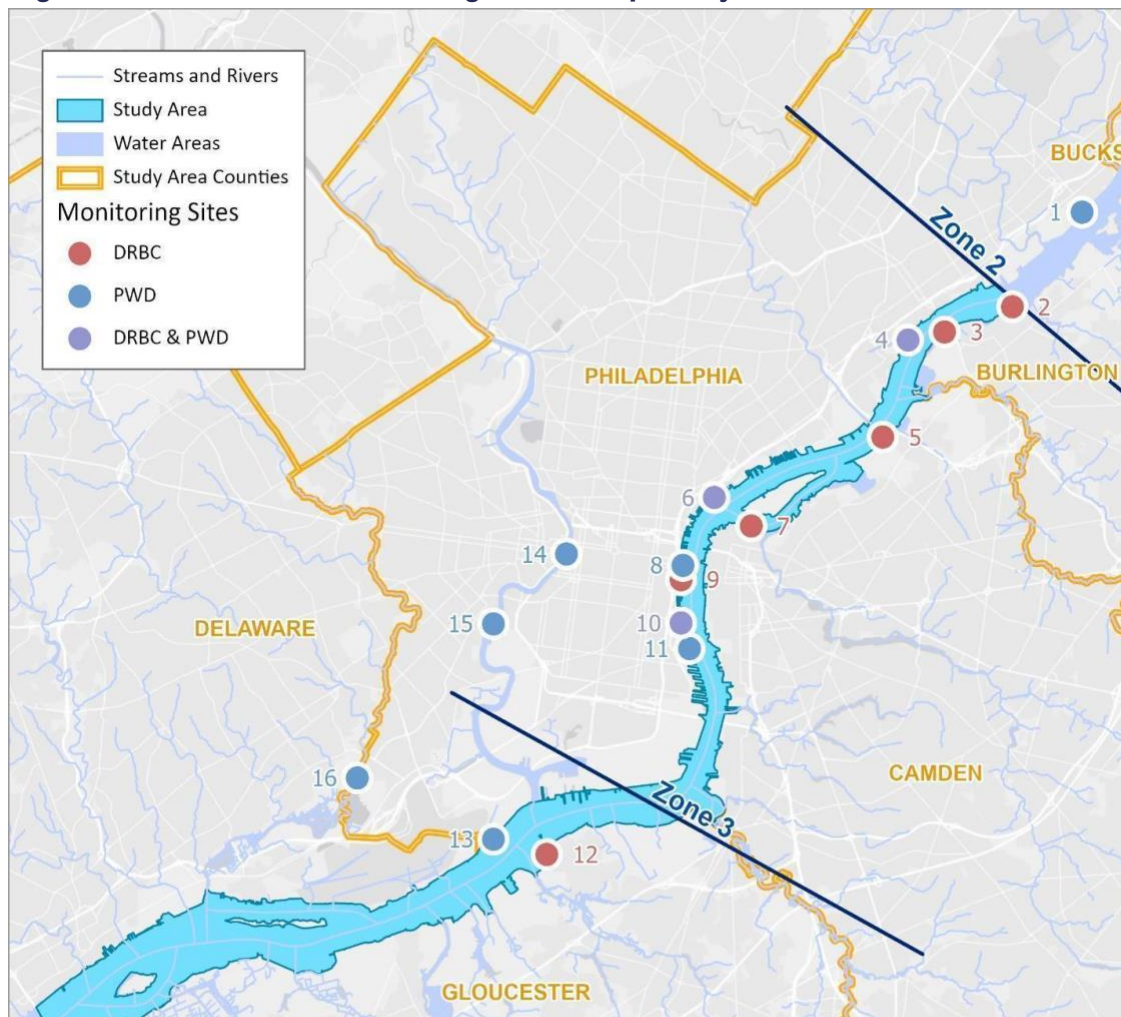 Streams and Rivers
Study Area
Water Areas
Study Area Counties
Monitoring Sites
DRBC
PWD
DRBC & PWD
BUCKS
1
Zone 2
2
3
4
BURLINGTON
PHILADELPHIA
5
6
7
14
8
9
DELAWARE
15
10
11
16
CAMDEN
Zone 3
13
12
GLOUCESTER